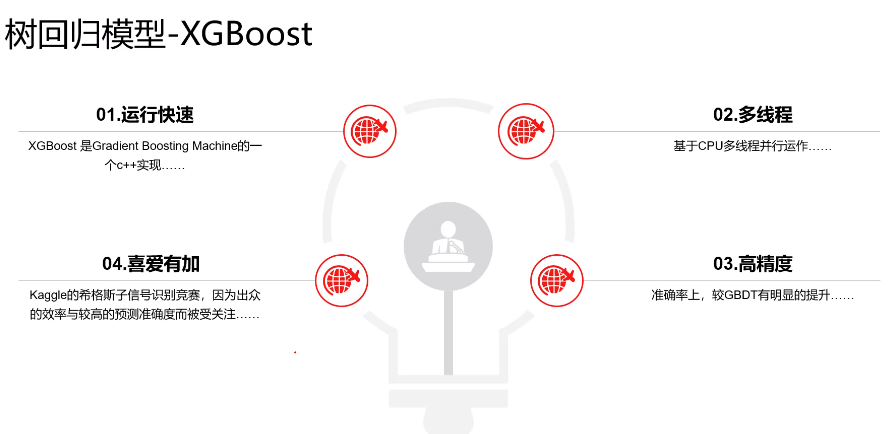 树回归模型-XGBoost
01.运行快速
XGBoost 是Gradient Boosting Machine的一
个c++实现……
02.多线程
基于CPU多线程并行运作……
04.喜爱有加
Kaggle的希格斯子信号识别竞赛，因为出众
的效率与较高的预测准确度而被受关注……
03.高精度
准确率上，较GBDT有明显的提升……